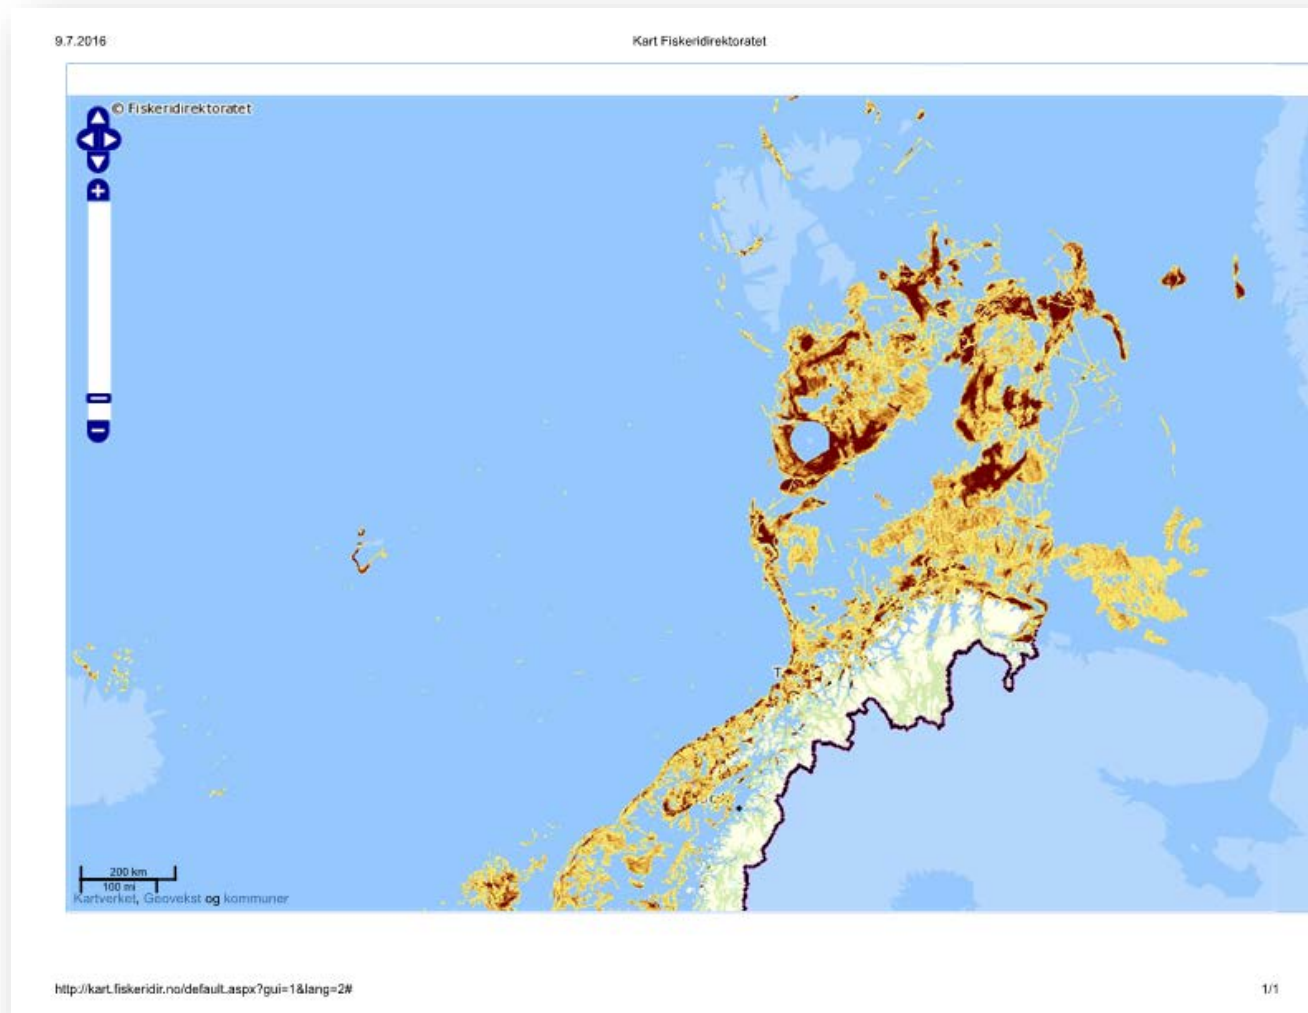 9.7.2016
Kart Fiskeridirektoratet
© Fiskeridirektoratet
200 km
100 mi
Kartverket, Geovekst og kommuner
http://kart.fiskeridir.no/default.aspx?gui=1&lang=2#
1/1